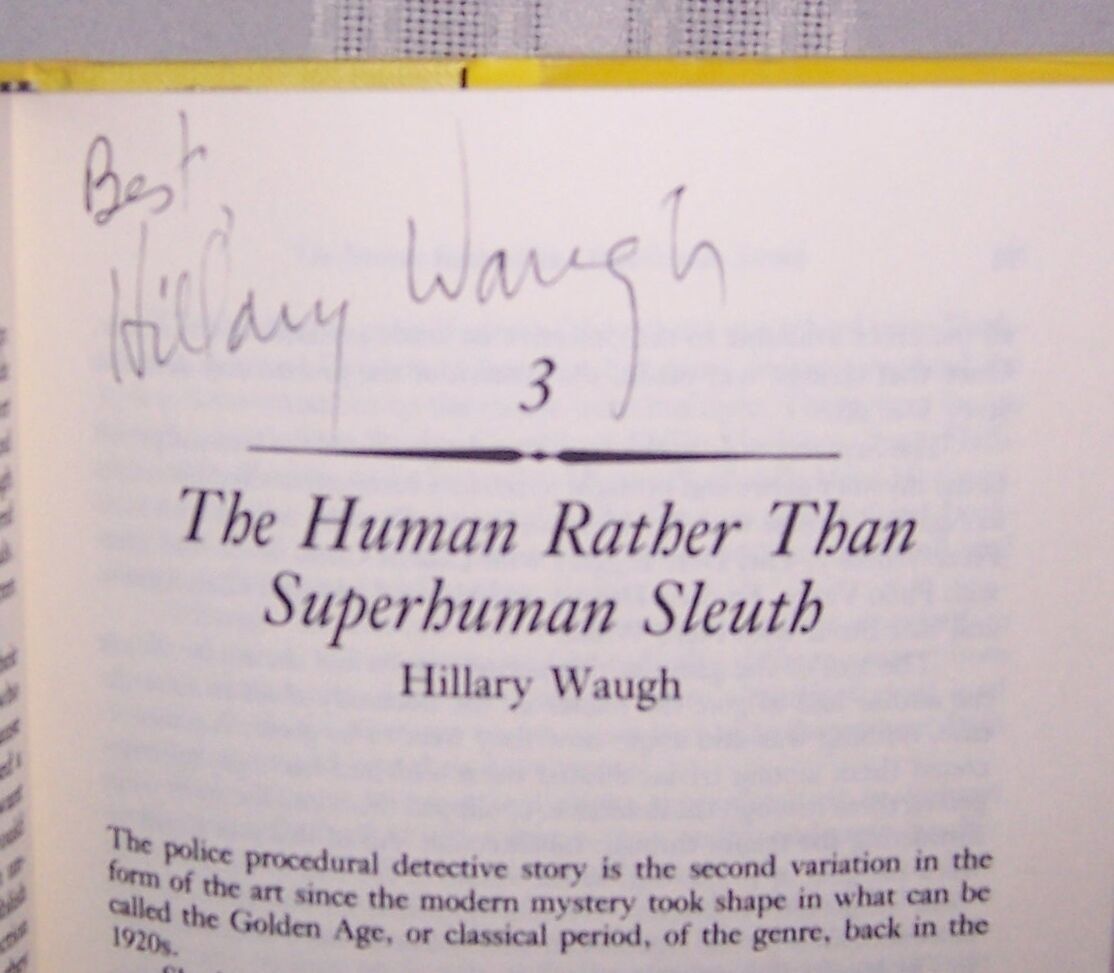 Best
Hillary Waugh
3
The Human Rather Than
Superhuman Sleuth
Hillary Waugh
The police procedural detective story is the second variation in the
form of the art since the modern mystery took shape in what can be
called the Golden Age, or classical period, of the genre, back in the
1920s.